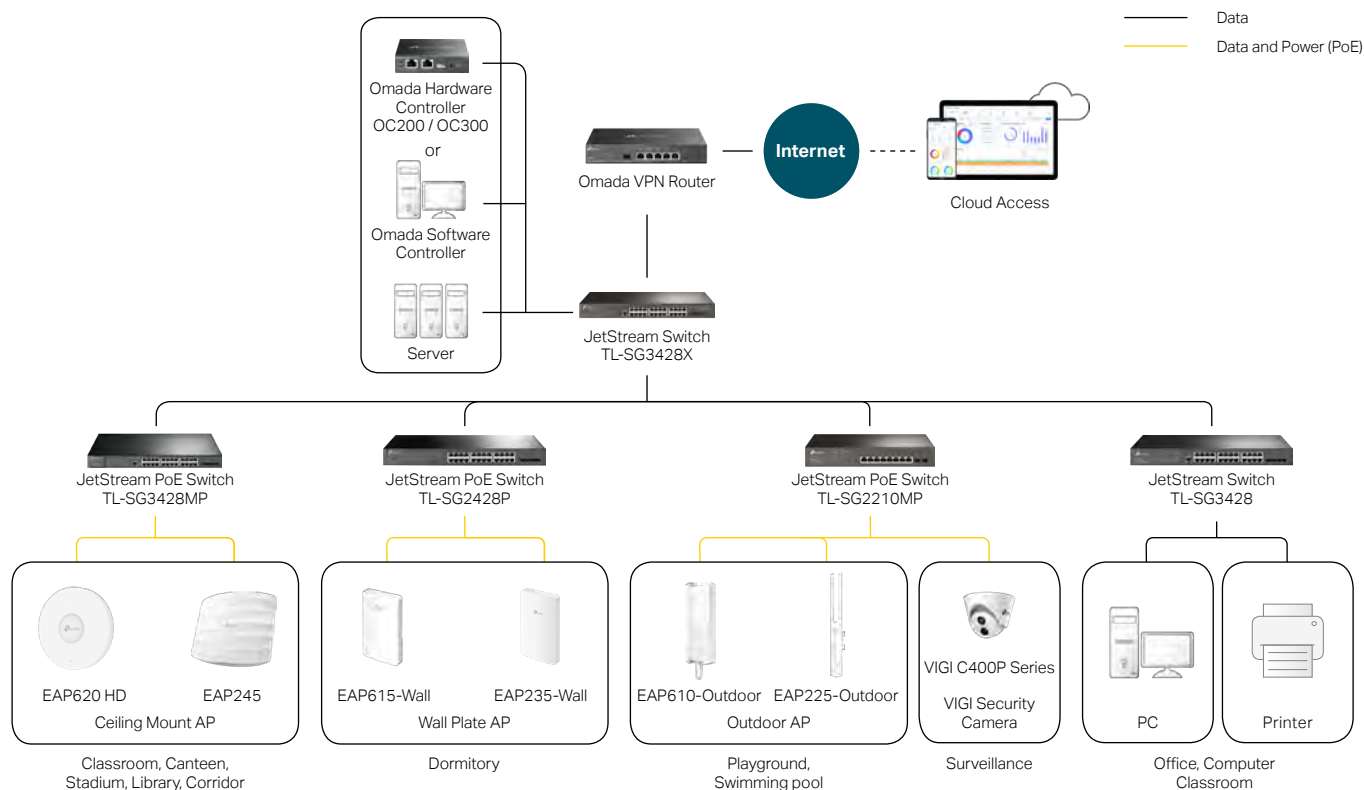 Data
Data and Power (PoE)
Omada Hardware
Controller
OC200 / OC300
or
Omada Software
Controller
Server
Omada VPN Router
Internet
Cloud Access
JetStream Switch
TL-SG3428X
JetStream PoE Switch
TL-SG3428MP
JetStream PoE Switch
TL-SG2428P
JetStream PoE Switch
TL-SG2210MP
JetStream Switch
TL-SG3428
EAP620 HD
EAP245
Ceiling Mount AP
Classroom, Canteen,
Stadium, Library, Corridor
EAP615-Wall
EAP235-Wall
Wall Plate AP
Dormitory
EAP610-Outdoor
EAP225-Outdoor
Outdoor AP
Playground,
Swimming pool
VIGI C400P Series
VIGI Security
Camera
Surveillance
PC
Printer
Office, Computer
Classroom